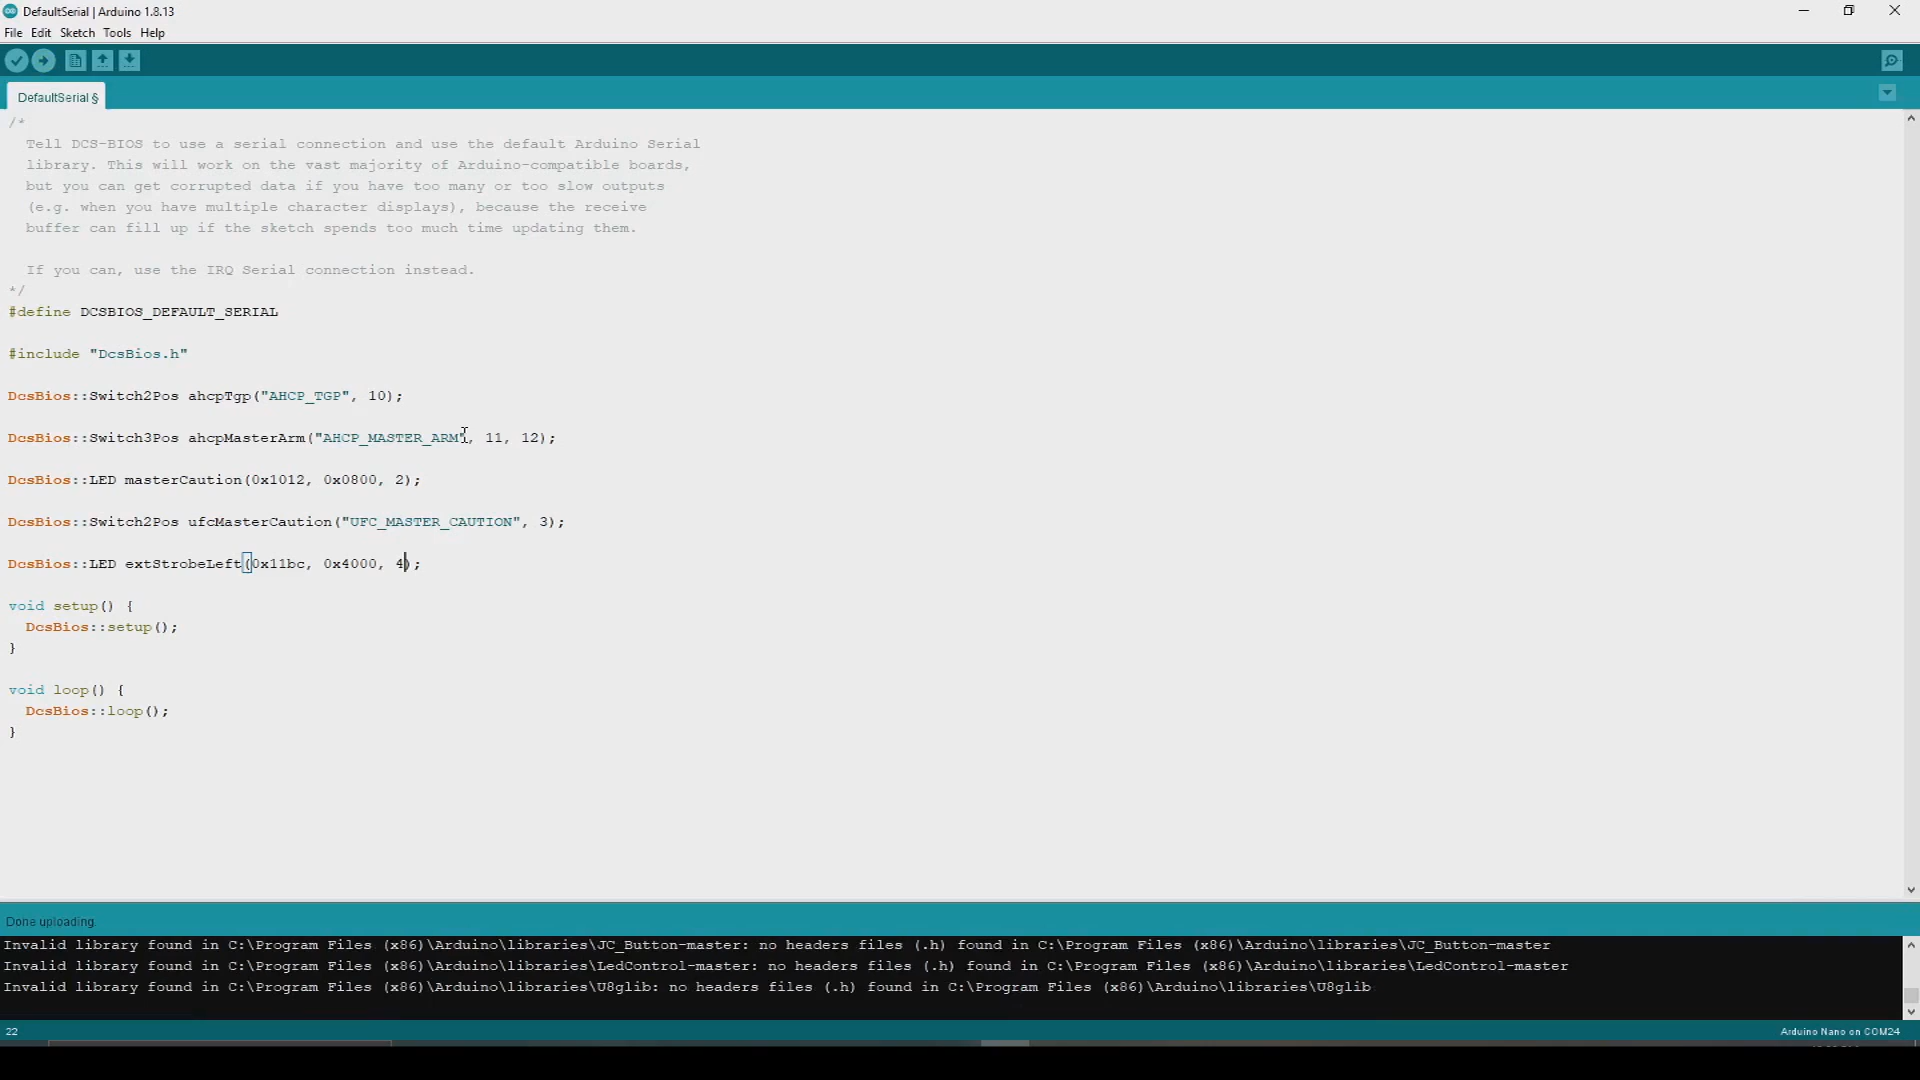 DefaultSerial | Arduino 1.8.13
File Edit Sketch Tools Help
DefaultSerial §
/*
Tell DCS-BIOS to use a serial connection and use the default Arduino Serial
library. This will work on the vast majority of Arduino-compatible boards,
but you can get corrupted data if you have too many or too slow outputs
(e.g. when you have multiple character displays), because the receive
buffer can fill up if the sketch spends too much time updating them.
If you can, use the IRQ Serial connection instead.
*/
#define DCSBIOS_DEFAULT_SERIAL
#include "DcsBios.h"
DcsBios::Switch2Pos ahcpTgp("AHCP_TGP", 10);
DcsBios::Switch3Pos ahcpMasterArm("AHCP_MASTER_ARM", 11, 12);
DcsBios::LED masterCaution(0x1012, 0x0800, 2);
DcsBios::Switch2Pos ufcMasterCaution("UFC_MASTER_CAUTION", 3);
DcsBios::LED extStrobeLeft(0x11bc, 0x4000, 4);
void setup() {
DcsBios::setup();
}
void loop() {
DcsBios::loop();
}
Done uploading.
Invalid library found in C:\Program Files (x86)\Arduino\libraries\JC_Button-master: no headers files (.h) found in C:\Program Files (x86)\Arduino\libraries\JC_Button-master
Invalid library found in C:\Program Files (x86)\Arduino\libraries\LedControl-master: no headers files (.h) found in C:\Program Files (x86)\Arduino\libraries\LedControl-master
Invalid library found in C:\Program Files (x86)\Arduino\libraries\U8glib: no headers files (.h) found in C:\Program Files (x86)\Arduino\libraries\U8glib
22
Arduino Nano on COM24